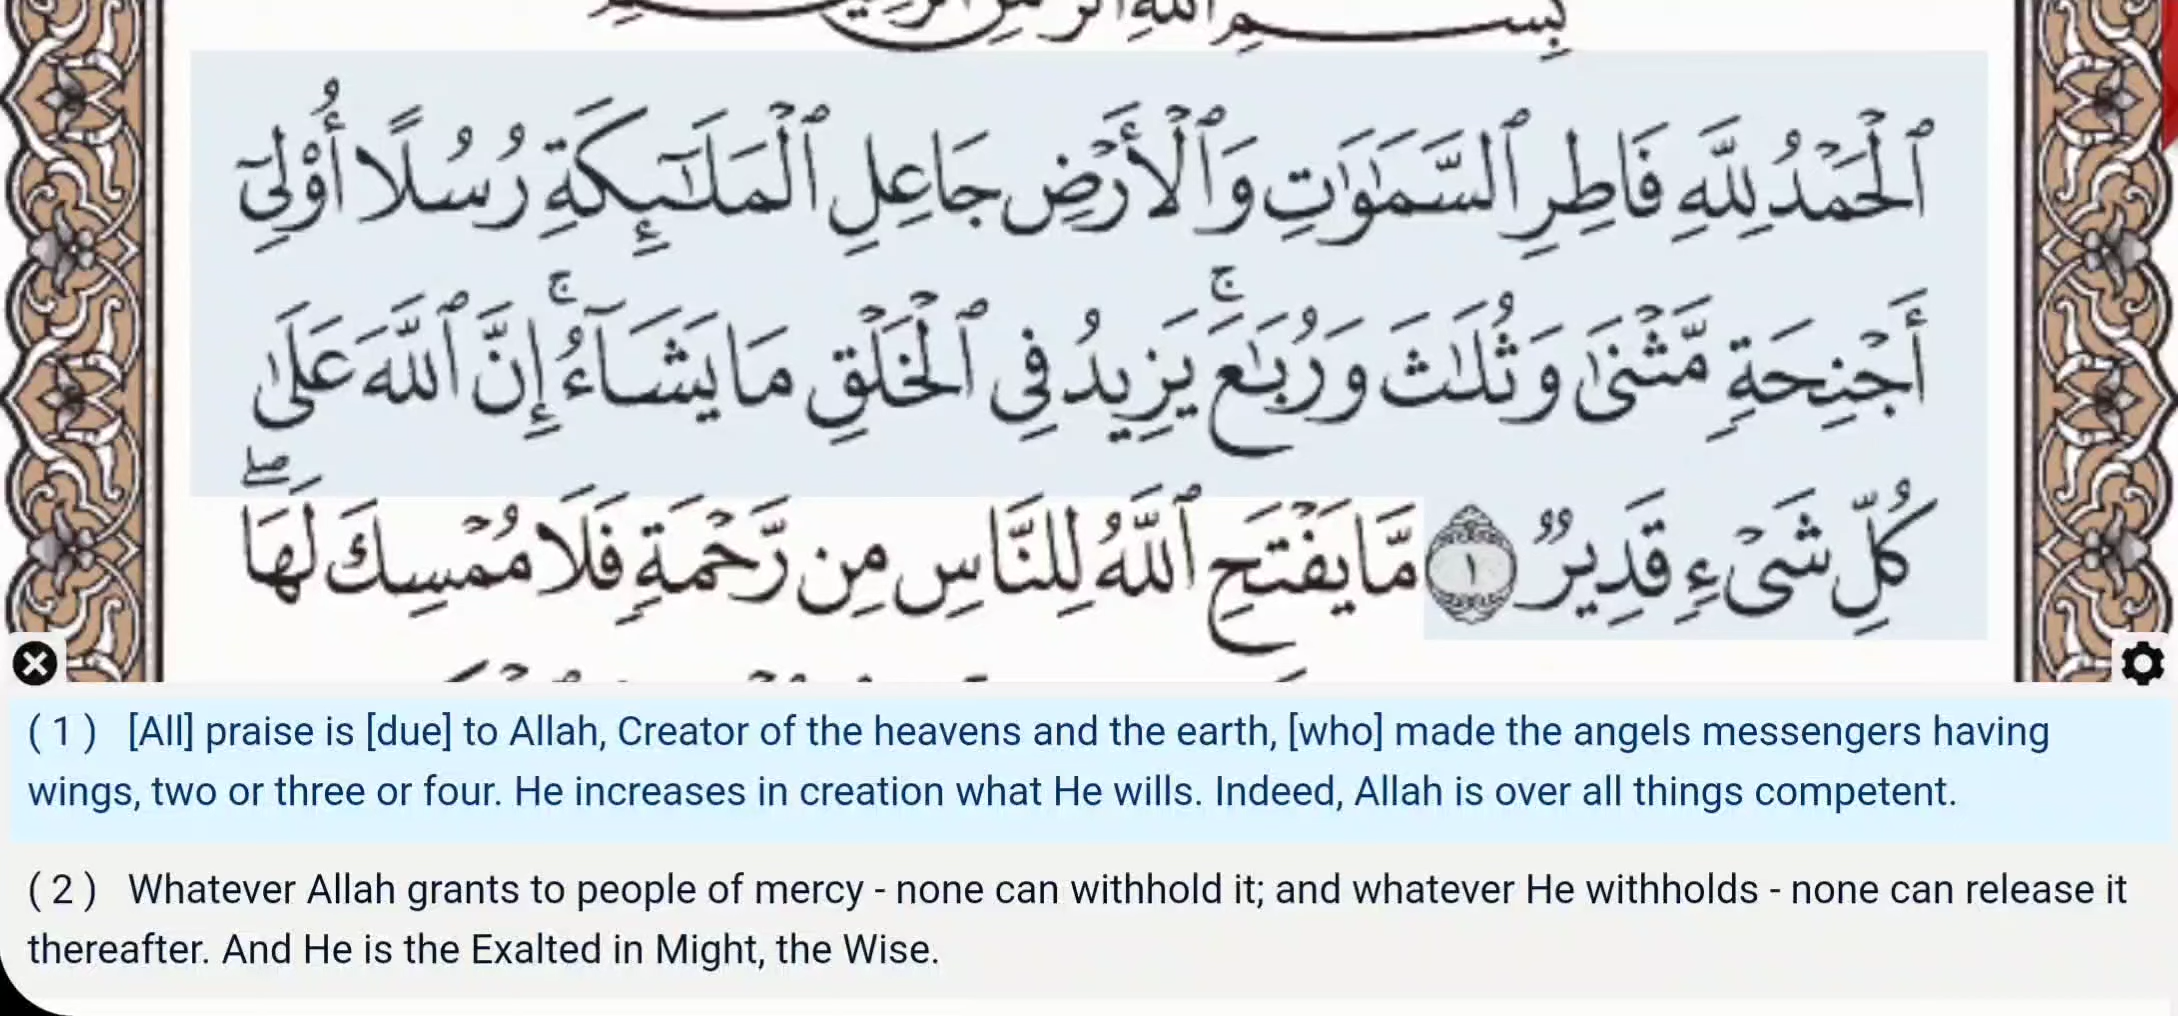 بِسْمِ اللَّهِ الرَّحْمَٰنِ الرَّحِيمِ
ٱلْحَمْدُ لِلَّهِ فَاطِرِ ٱلسَّمَٰوَٰتِ وَٱلْأَرْضِ جَاعِلِ ٱلْمَلَٰٓئِكَةِ رُسُلًا أُو۟لِىٓ
أَجْنِحَةٍ مَّثْنَىٰ وَثُلَٰثَ وَرُبَٰعَ ۚ يَزِيدُ فِى ٱلْخَلْقِ مَا يَشَآءُ ۚ إِنَّ ٱللَّهَ عَلَىٰ
كُلِّ شَىْءٍ قَدِيرٌ ١ مَّا يَفْتَحِ ٱللَّهُ لِلنَّاسِ مِن رَّحْمَةٍ فَلَا مُمْسِكَ لَهَا ۖ
( 1 ) [All] praise is [due] to Allah, Creator of the heavens and the earth, [who] made the angels messengers having
wings, two or three or four. He increases in creation what He wills. Indeed, Allah is over all things competent.
( 2 ) Whatever Allah grants to people of mercy - none can withhold it; and whatever He withholds - none can release it
thereafter. And He is the Exalted in Might, the Wise.